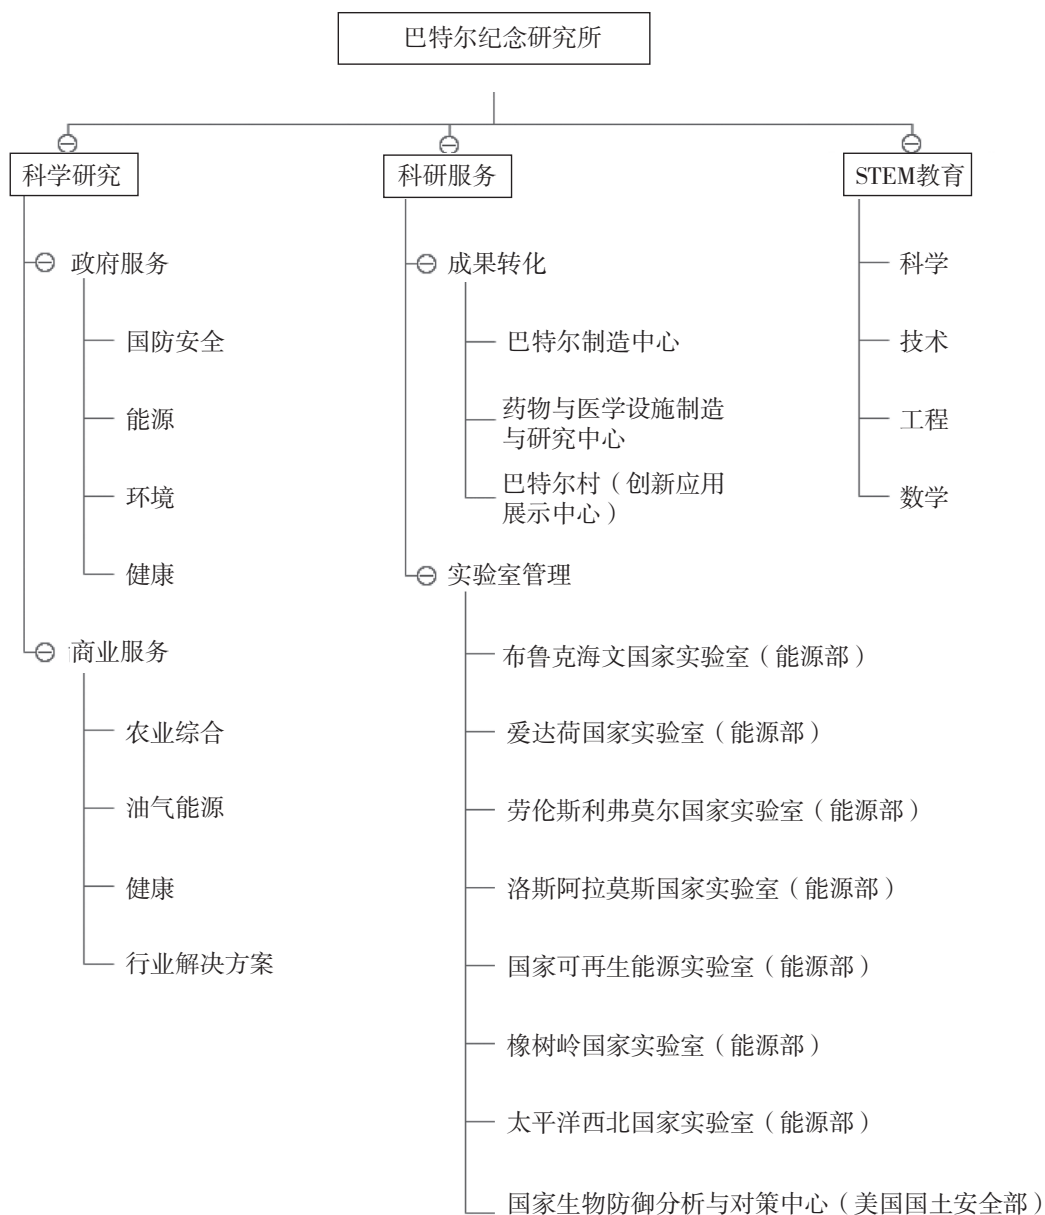 巴特尔纪念研究所
科学研究
政府服务
国防安全
能源
环境
健康
商业服务
农业综合
油气能源
健康
行业解决方案
科研服务
成果转化
巴特尔制造中心
药物与医学设施制造
与研究中心
巴特尔村（创新应用
展示中心）
实验室管理
布鲁克海文国家实验室（能源部）
爱达荷国家实验室（能源部）
劳伦斯利弗莫尔国家实验室（能源部）
洛斯阿拉莫斯国家实验室（能源部）
国家可再生能源实验室（能源部）
橡树岭国家实验室（能源部）
太平洋西北国家实验室（能源部）
国家生物防御分析与对策中心（美国国土安全部）
STEM教育
科学
技术
工程
数学